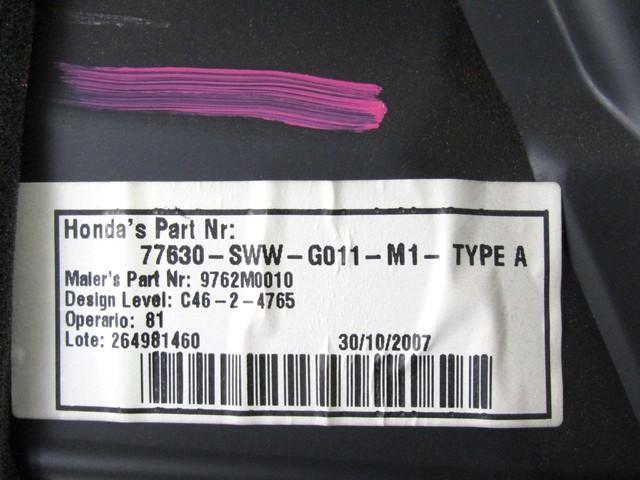 Honda's Part Nr:
77630-SWW-G011-M1- TYPE A
Maler's Part Nr: 9762M0010
Design Level: C46-2-4765
Operario: 81
Lote: 264981460 30/10/2007